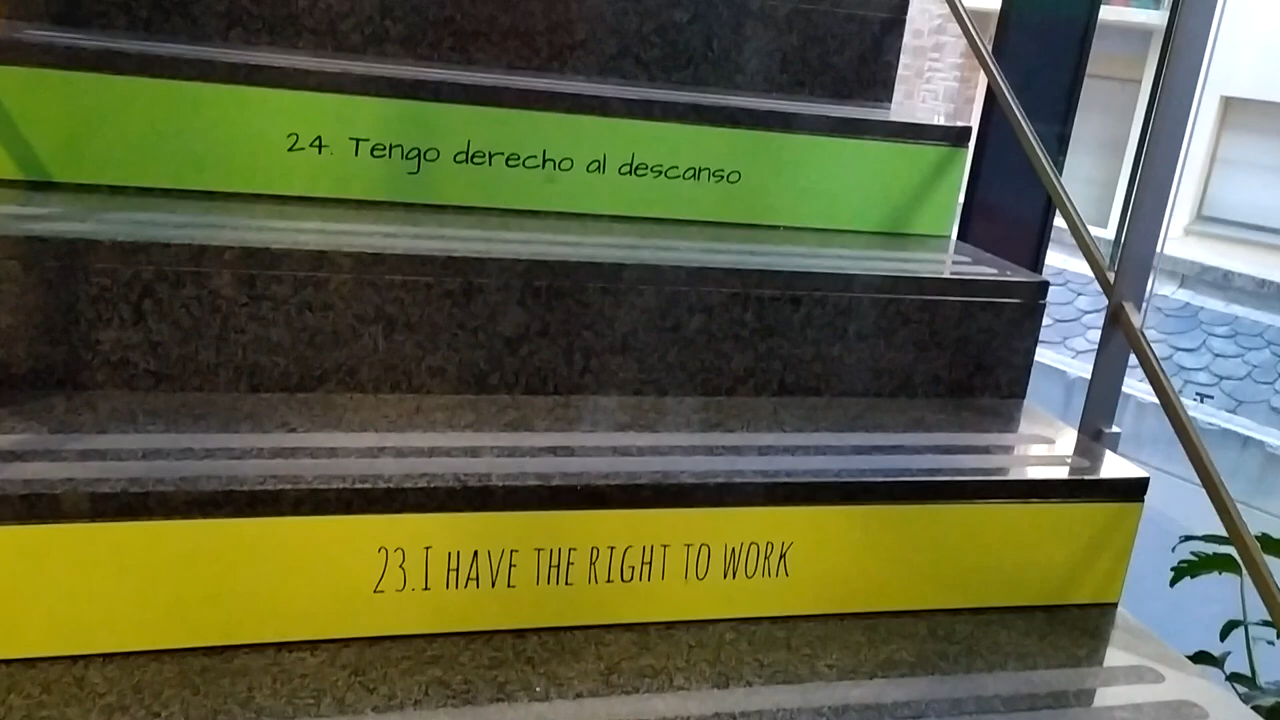 24. Tengo derecho al descanso
23. I HAVE THE RIGHT TO WORK